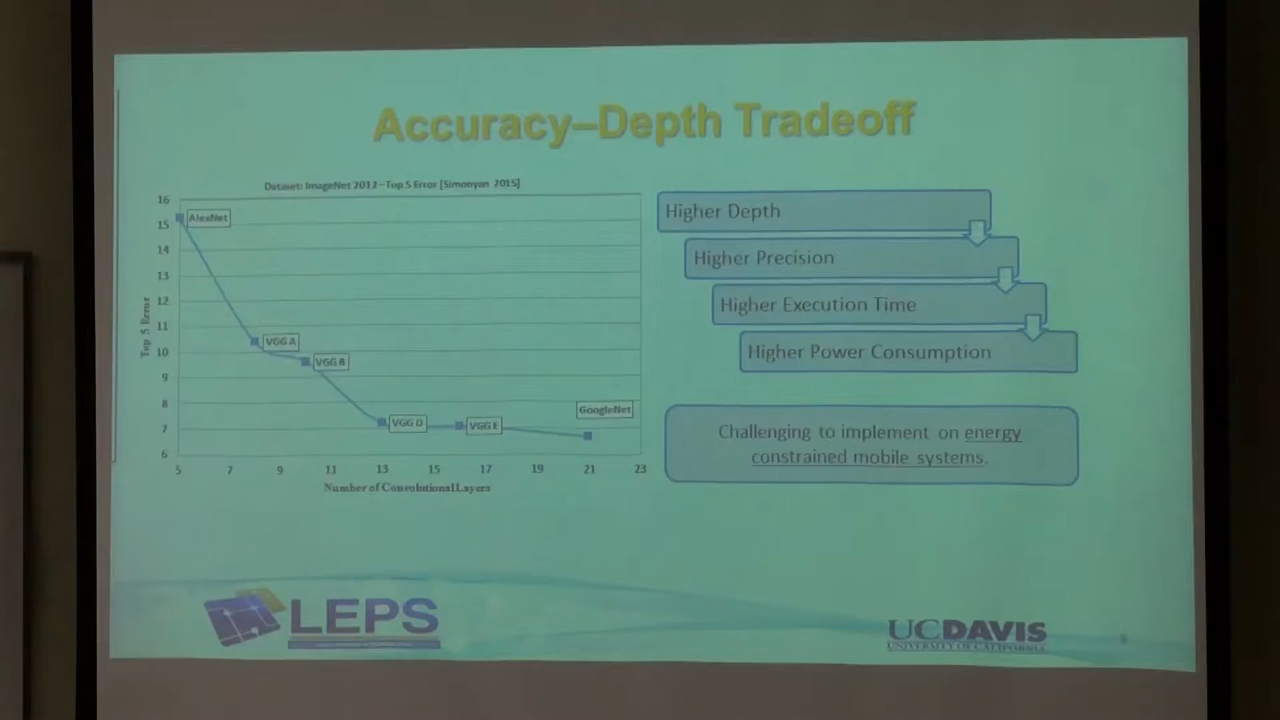 Accuracy–Depth Tradeoff
Dataset: ImageNet 2012 – Top 5 Error [Simonyan 2015]
16
15
14
13
12
11
10
9
8
7
6
Top 5 Error
AlexNet
VGG A
VGG B
VGG D
VGG E
GoogleNet
5 7 9 11 13 15 17 19 21 23
Number of Convolutional Layers
Higher Depth
Higher Precision
Higher Execution Time
Higher Power Consumption
Challenging to implement on energy
constrained mobile systems.
LEPS
UCDAVIS
UNIVERSITY OF CALIFORNIA